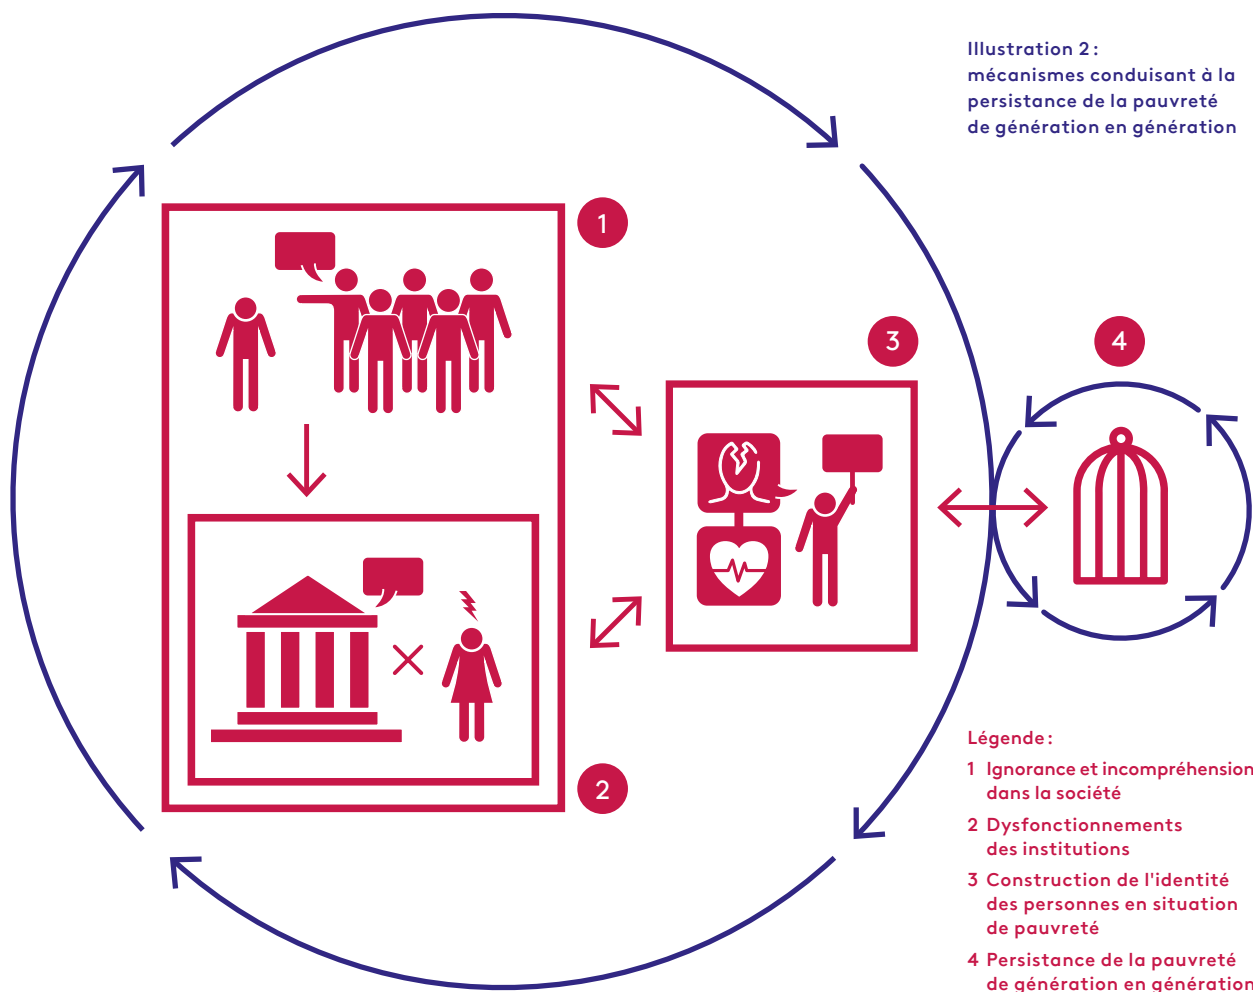 Illustration 2 :
mécanismes conduisant à la
persistance de la pauvreté
de génération en génération
1
3
4
2
Légende :
1 Ignorance et incompréhension
dans la société
2 Dysfonctionnements
des institutions
3 Construction de l'identité
des personnes en situation
de pauvreté
4 Persistance de la pauvreté
de génération en génération